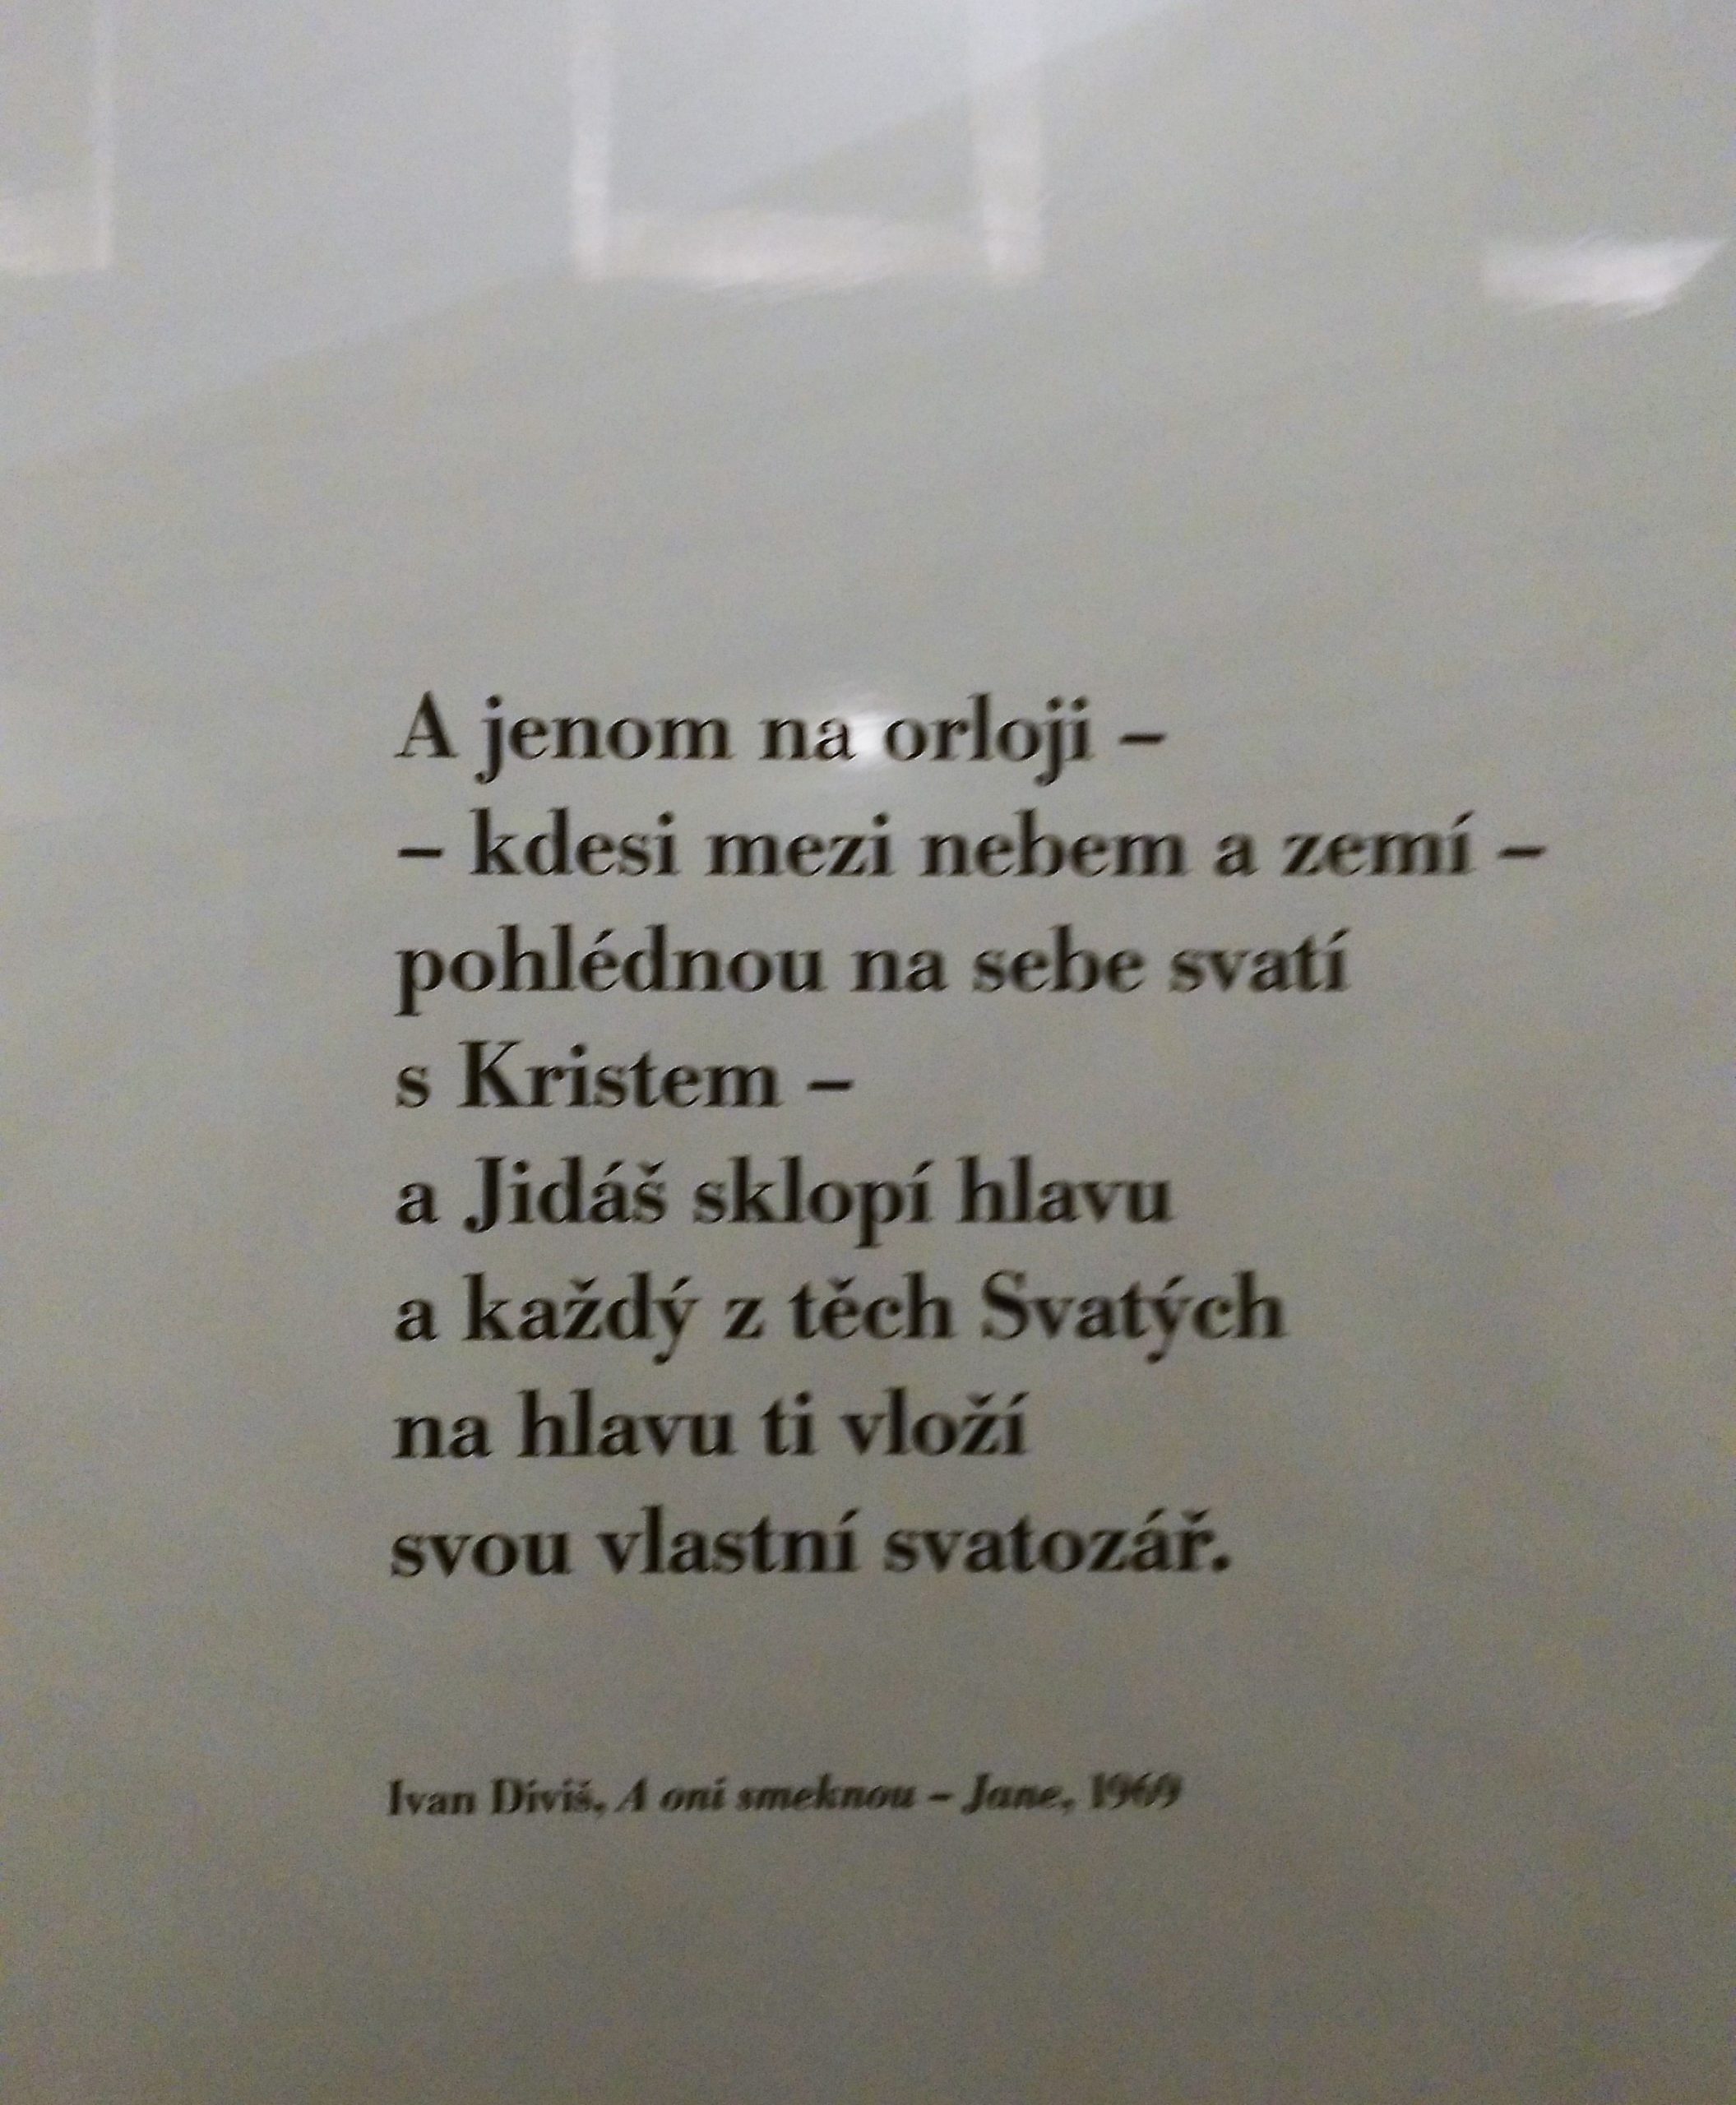 A jenom na orloji –
– kdesi mezi nebem a zemí –
pohlédnou na sebe svatí
s Kristem –
a Jidáš sklopí hlavu
a každý z těch Svatých
na hlavu ti vloží
svou vlastní svatozář.
Ivan Diviš, A oni smeknou – Jane, 1969